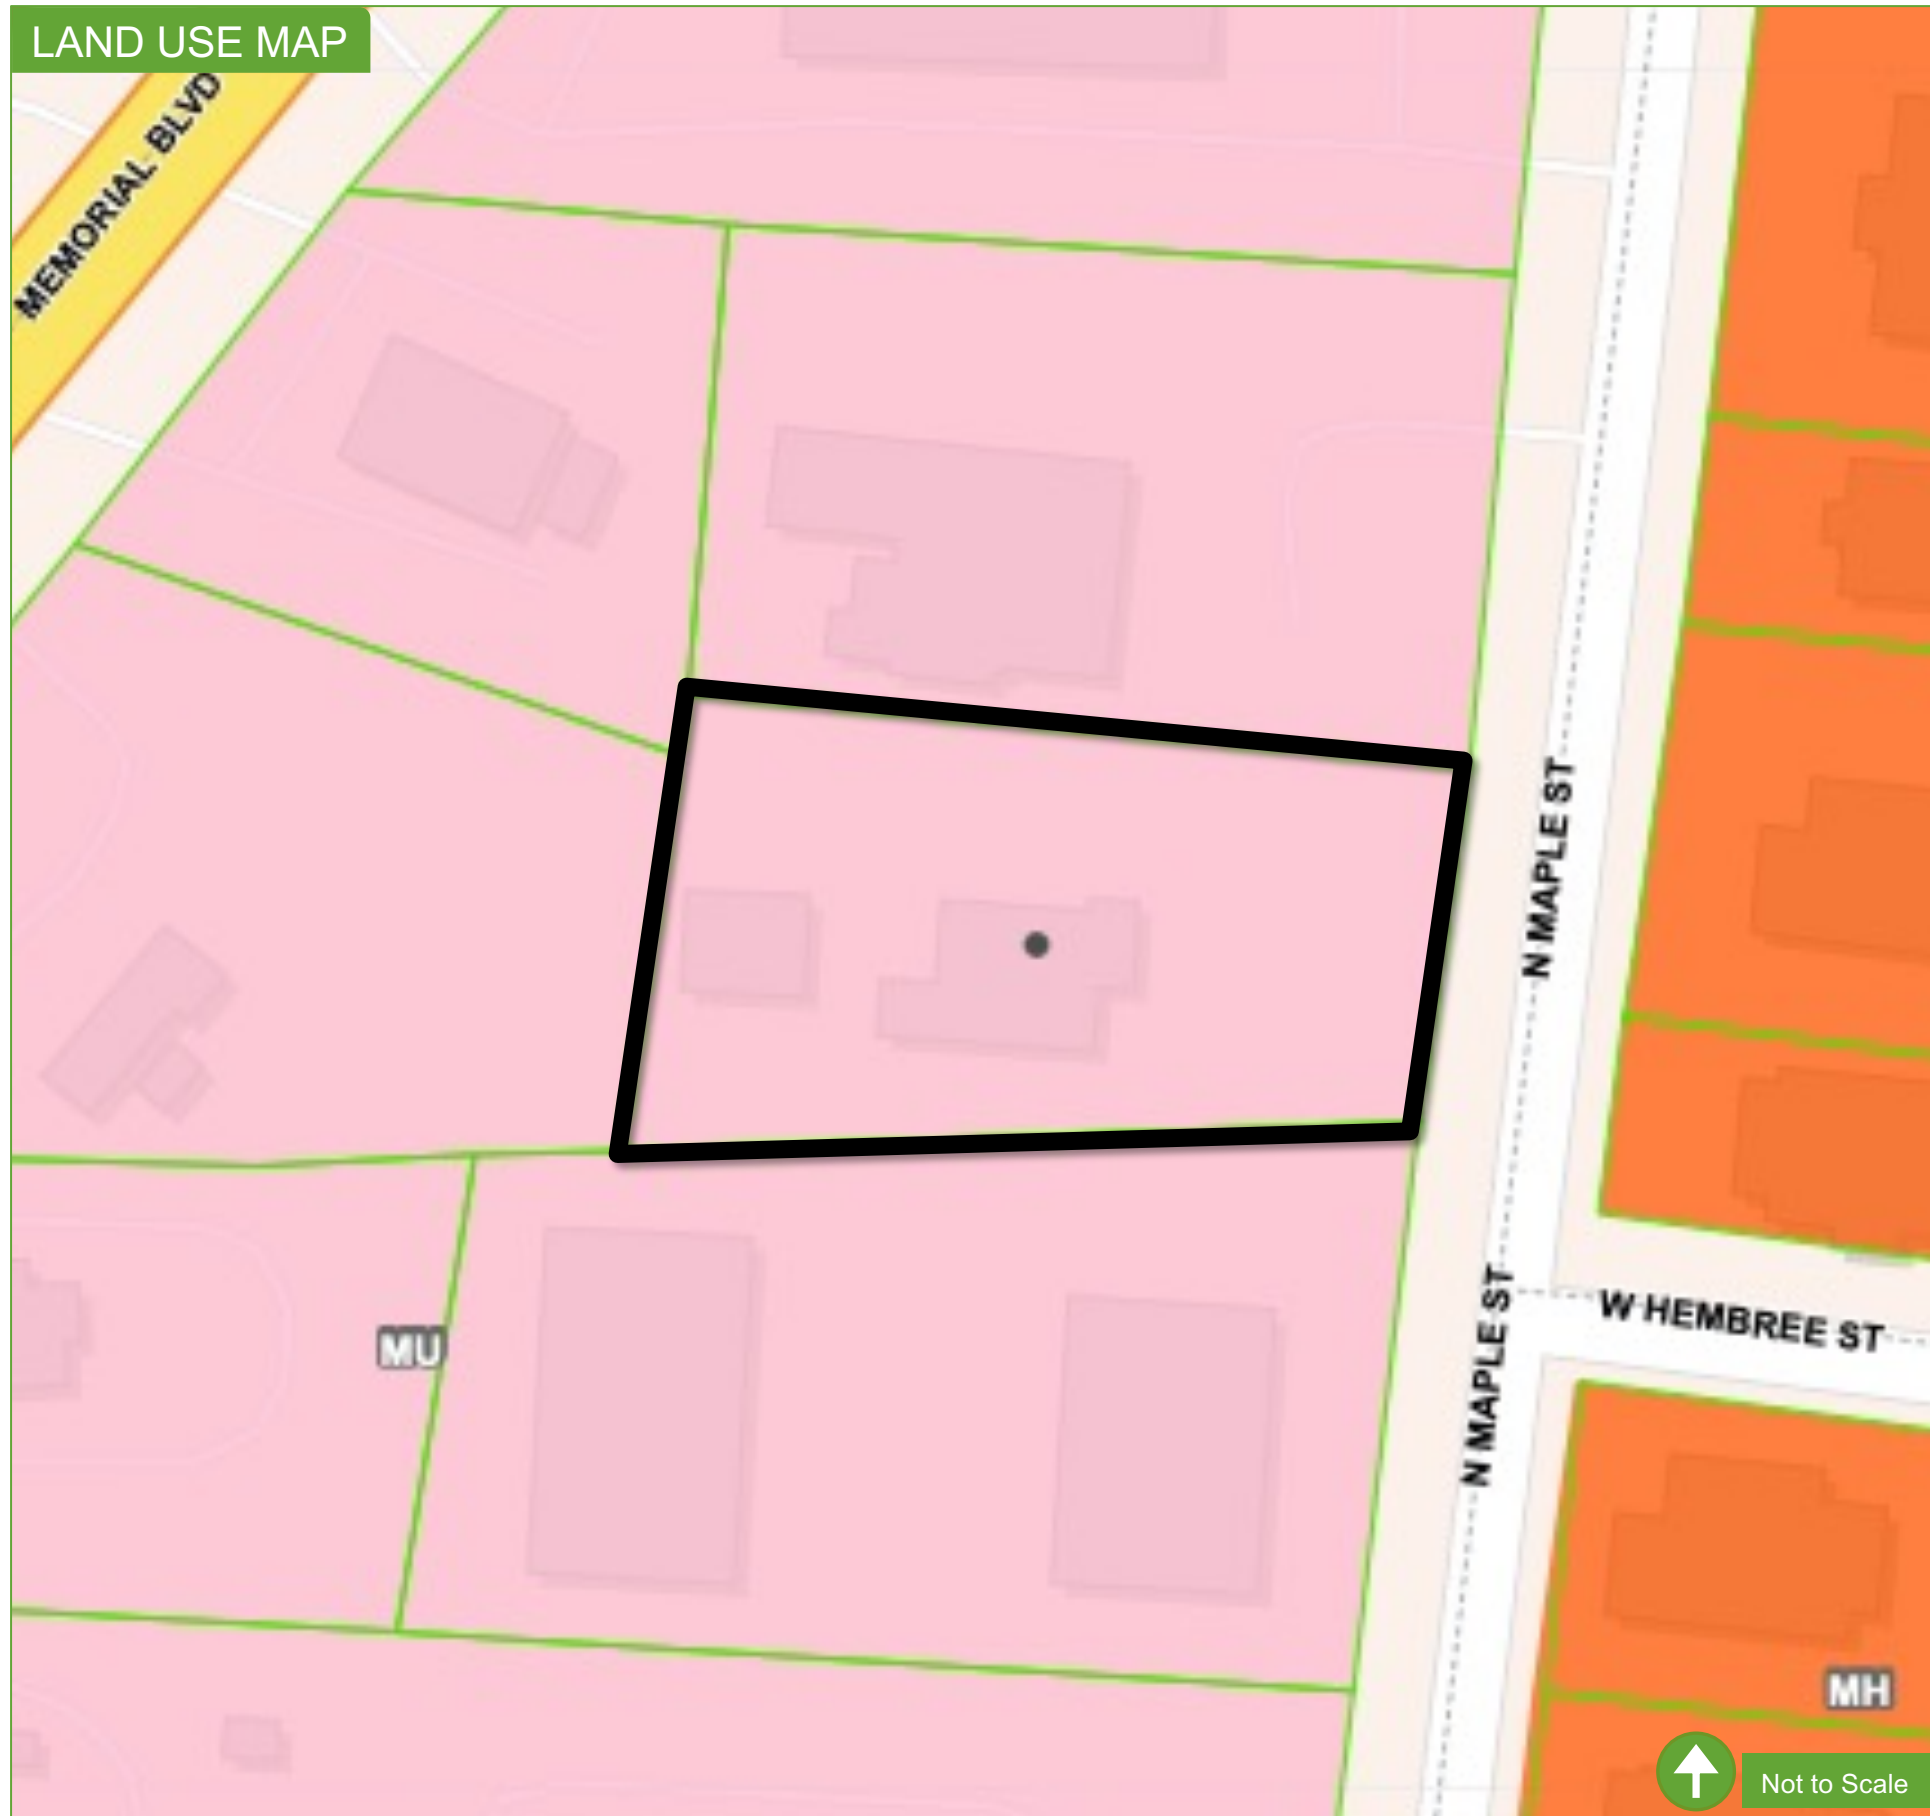 LAND USE MAP
MEMORIAL BLVD
N MAPLE ST
N MAPLE ST
W HEMBREE ST
MU
MH
Not to Scale